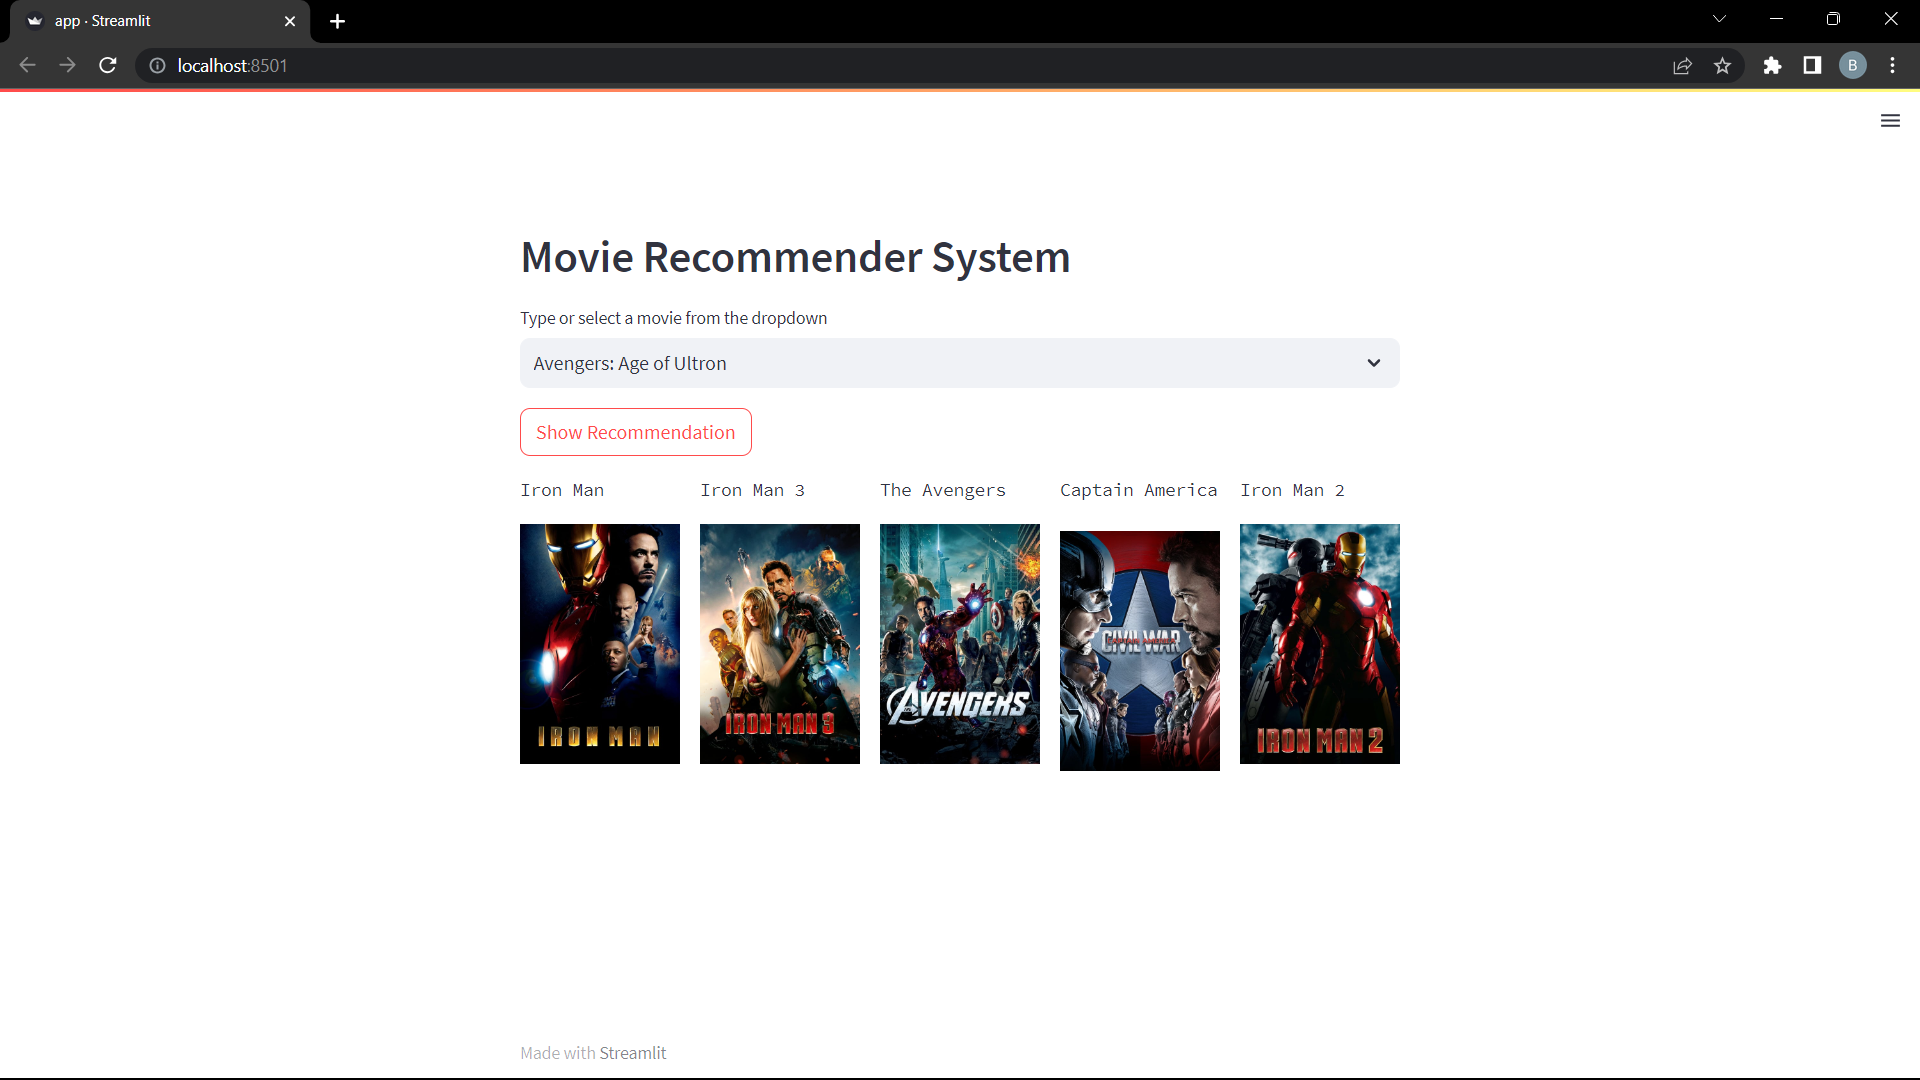 app · Streamlit
localhost:8501
B
Movie Recommender System
Type or select a movie from the dropdown
Avengers: Age of Ultron
Show Recommendation
Iron Man
Iron Man 3
The Avengers
Captain America
Iron Man 2
IRON MAN
IRON MAN 3
AVENGERS
CAPTAIN AMERICA
CIVIL WAR
IRON MAN 2
Made with Streamlit